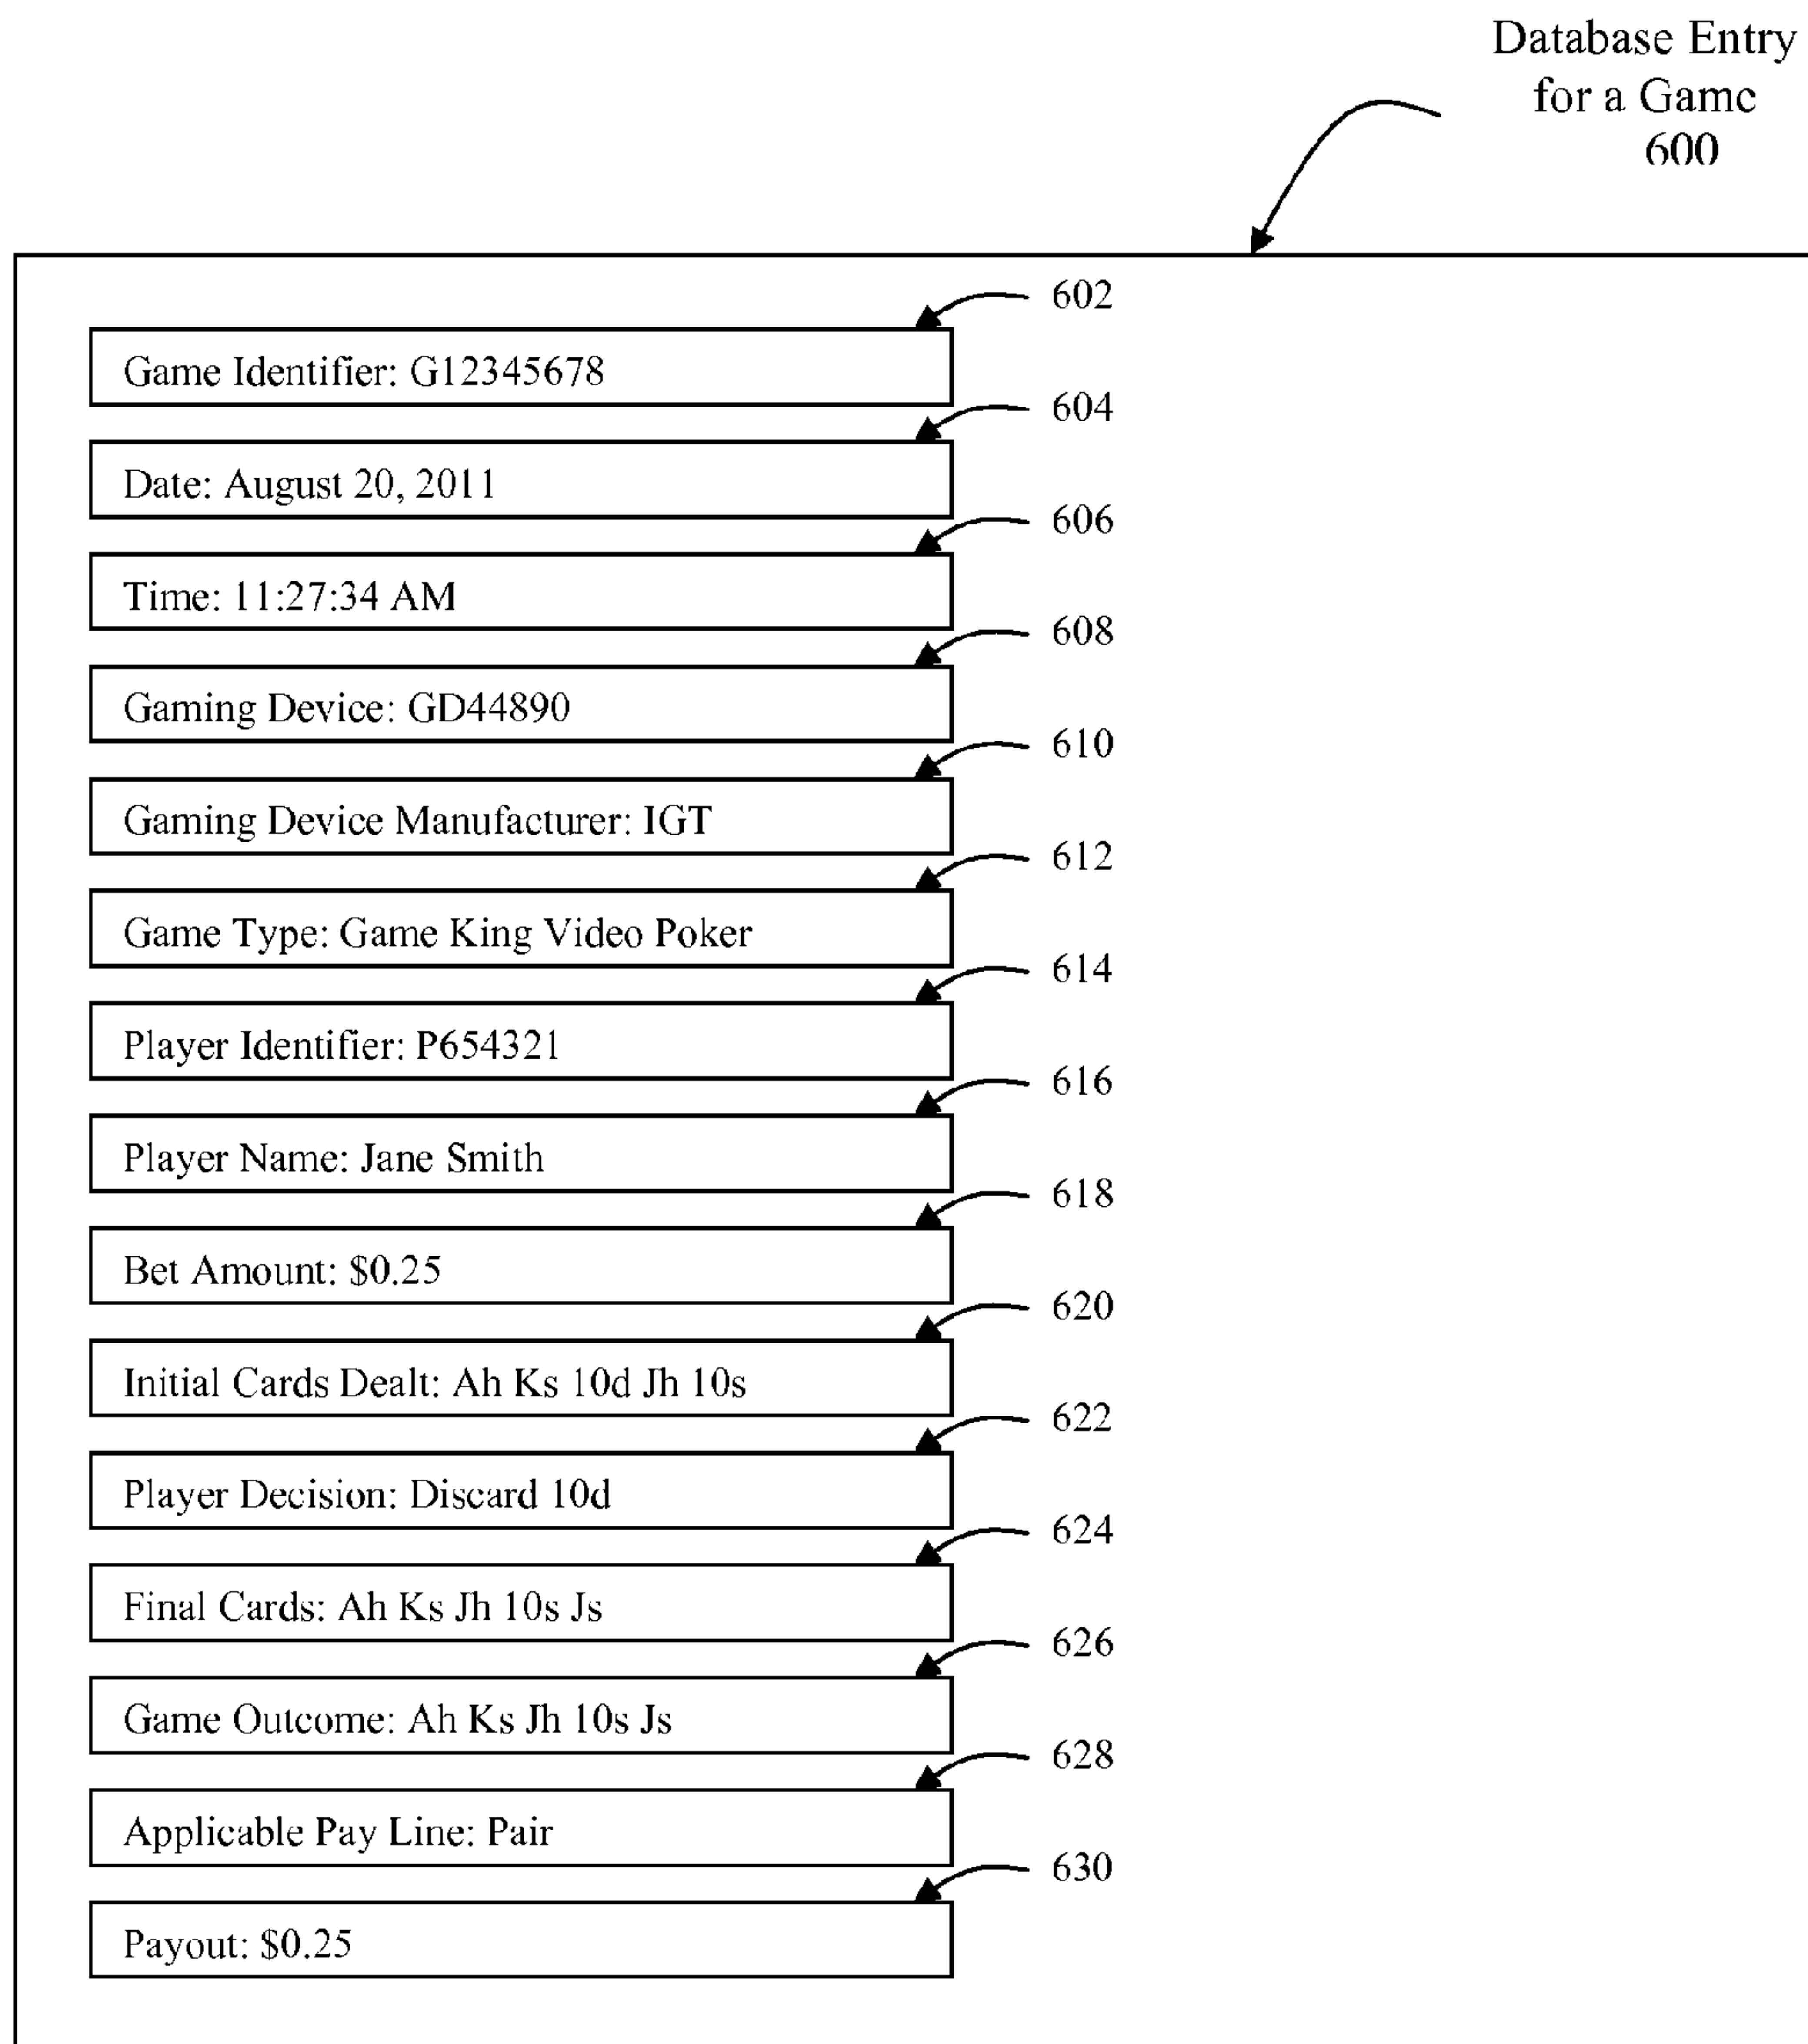 Database Entry
for a Game
600
602
Game Identifier: G12345678
604
Date: August 20, 2011
606
Time: 11:27:34 AM
608
Gaming Device: GD44890
610
Gaming Device Manufacturer: IGT
612
Game Type: Game King Video Poker
614
Player Identifier: P654321
616
Player Name: Jane Smith
618
Bet Amount: $0.25
620
Initial Cards Dealt: Ah Ks 10d Jh 10s
622
Player Decision: Discard 10d
624
Final Cards: Ah Ks Jh 10s Js
626
Game Outcome: Ah Ks Jh 10s Js
628
Applicable Pay Line: Pair
630
Payout: $0.25